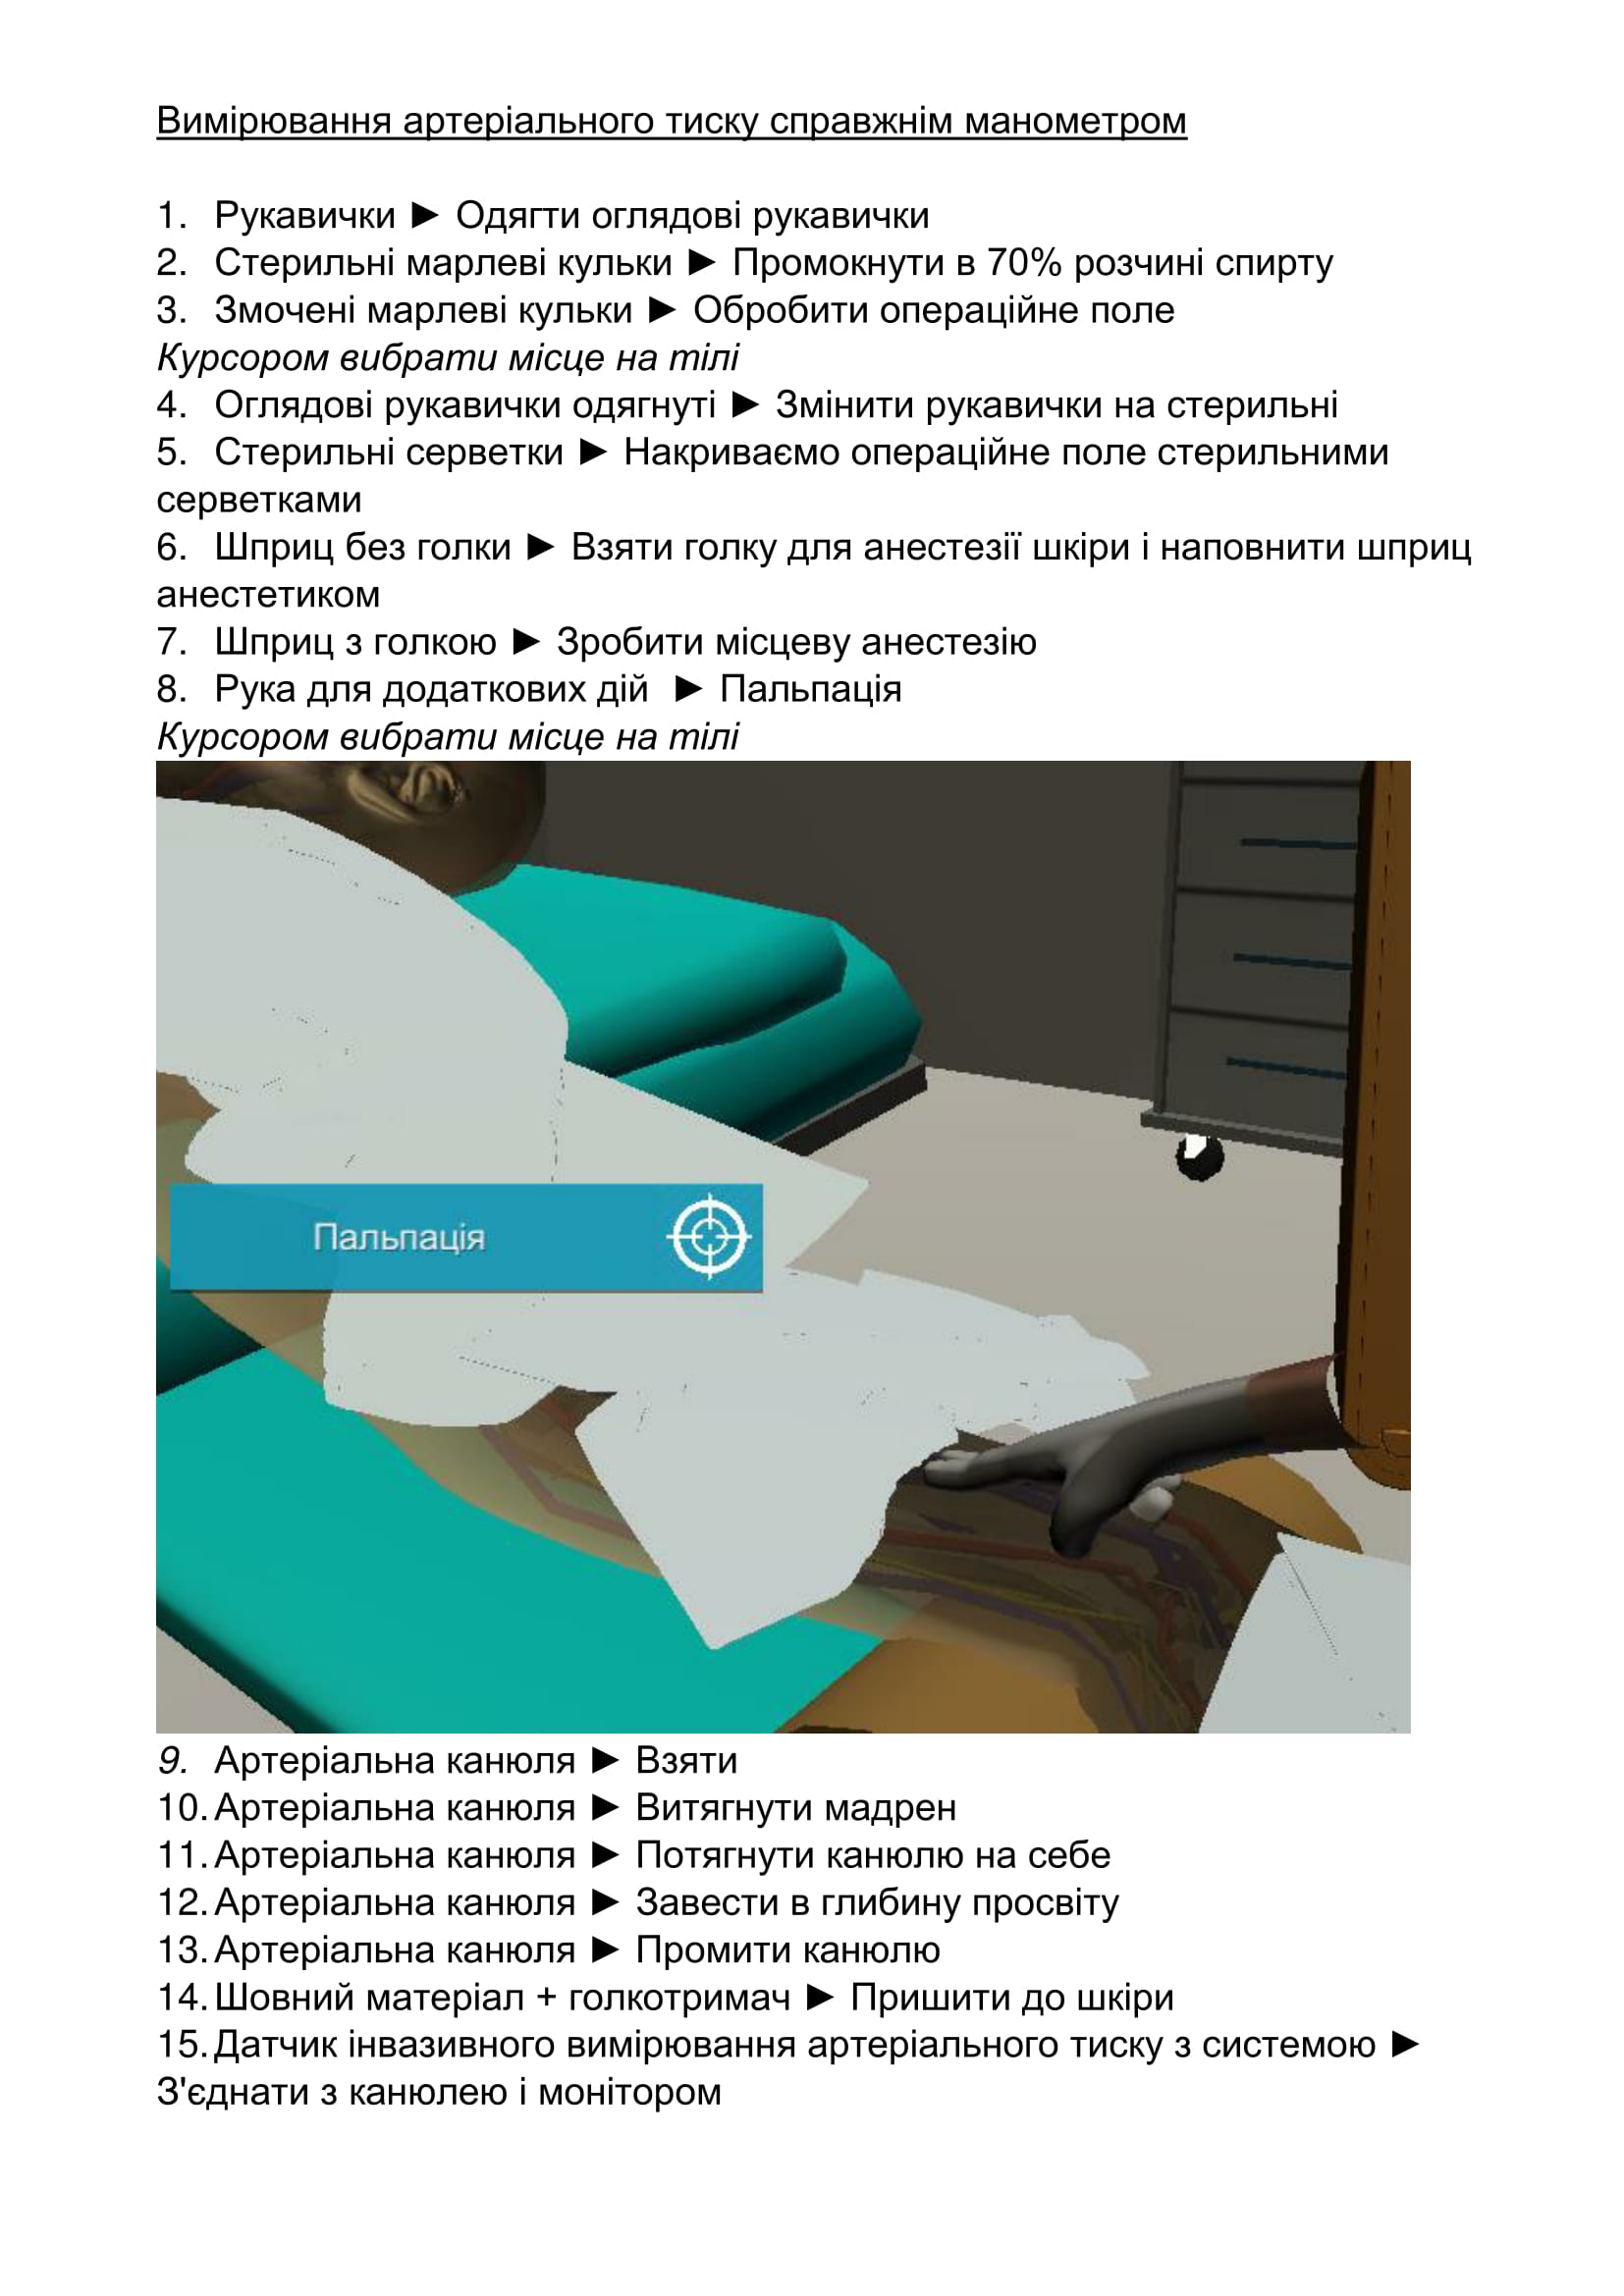 Вимірювання артеріального тиску справжнім манометром
1. Рукавички ► Одягти оглядові рукавички
2. Стерильні марлеві кульки ► Промокнути в 70% розчині спирту
3. Змочені марлеві кульки ► Обробити операційне поле
Курсором вибрати місце на тілі
4. Оглядові рукавички одягнуті ► Змінити рукавички на стерильні
5. Стерильні серветки ► Накриваємо операційне поле стерильними
серветками
6. Шприц без голки ► Взяти голку для анестезії шкіри і наповнити шприц
анестетиком
7. Шприц з голкою ► Зробити місцеву анестезію
8. Рука для додаткових дій ► Пальпація
Курсором вибрати місце на тілі
Пальпація
9. Артеріальна канюля ► Взяти
10. Артеріальна канюля ► Витягнути мадрен
11. Артеріальна канюля ► Потягнути канюлю на себе
12. Артеріальна канюля ► Завести в глибину просвіту
13. Артеріальна канюля ► Промити канюлю
14. Шовний матеріал + голкотримач ► Пришити до шкіри
15. Датчик інвазивного вимірювання артеріального тиску з системою ►
З'єднати з канюлею і монітором